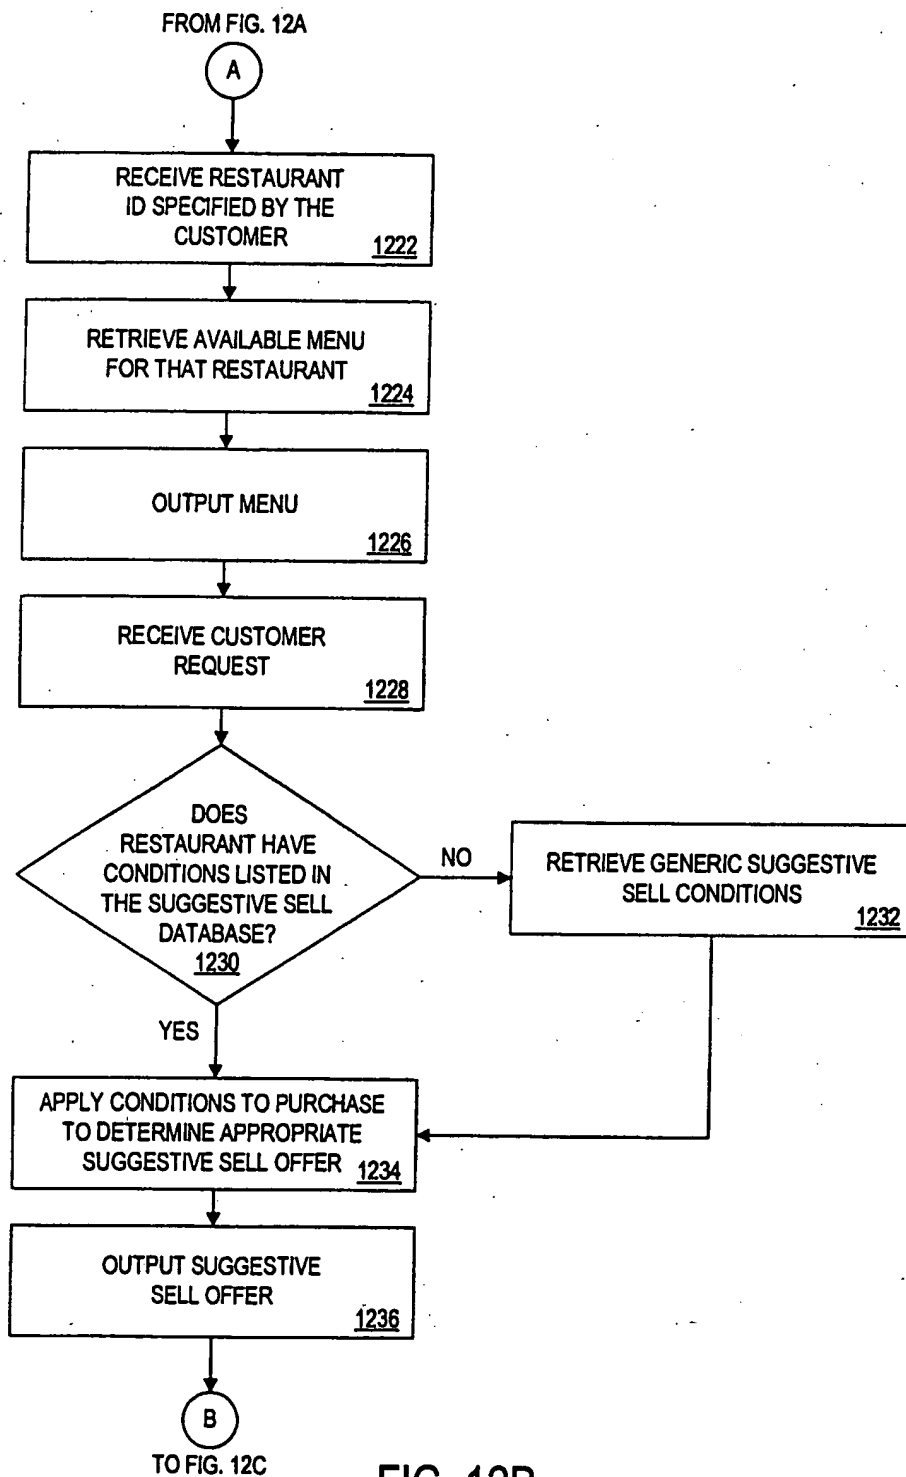 FROM FIG. 12A
A
RECEIVE RESTAURANT
ID SPECIFIED BY THE
CUSTOMER
1222
RETRIEVE AVAILABLE MENU
FOR THAT RESTAURANT
1224
OUTPUT MENU
1226
RECEIVE CUSTOMER
REQUEST
1228
DOES
RESTAURANT HAVE
CONDITIONS LISTED IN
THE SUGGESTIVE SELL
DATABASE?
1230
NO
RETRIEVE GENERIC SUGGESTIVE
SELL CONDITIONS
1232
YES
APPLY CONDITIONS TO PURCHASE
TO DETERMINE APPROPRIATE
SUGGESTIVE SELL OFFER
1234
OUTPUT SUGGESTIVE
SELL OFFER
1236
B
TO FIG. 12C
FIG. 12B